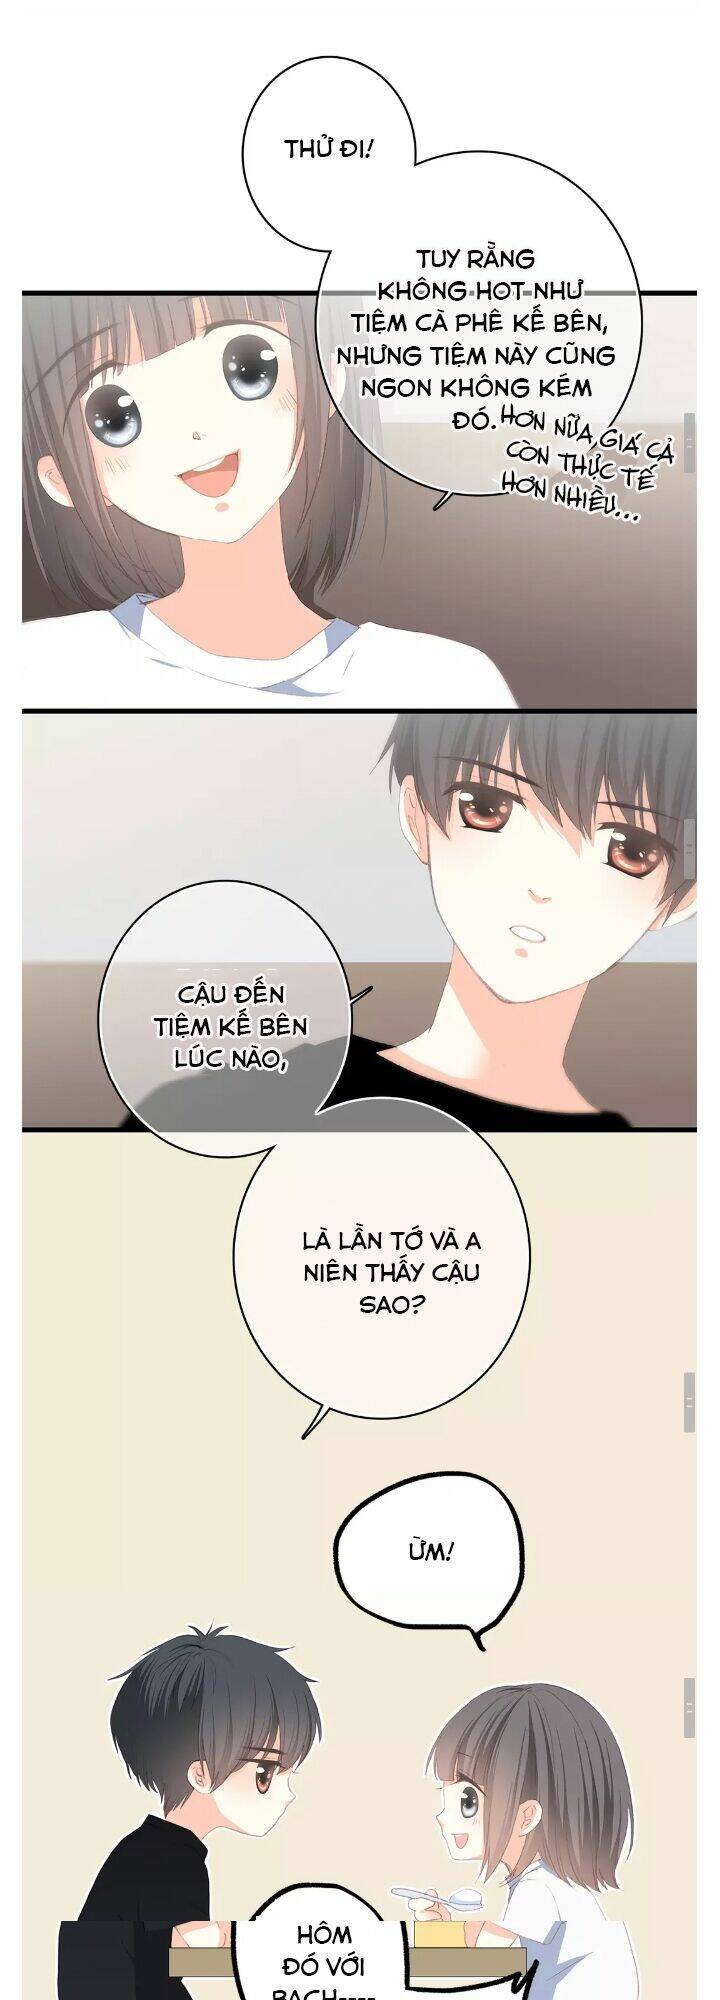 THỬ ĐI!
TUY RẰNG
KHÔNG HOT NHƯ
TIỆM CÀ PHÊ KẾ BÊN,
NHƯNG TIỆM NÀY CŨNG
NGON KHÔNG KÉM
ĐÓ.
HƠN NỮA, GIÁ CẢ
CÒN THỰC TẾ
HƠN NHIỀU...
CẬU ĐẾN
TIỆM KẾ BÊN
LÚC NÀO,
LÀ LẦN TỚ VÀ A
NIÊN THẤY CẬU
SAO?
ỪM!
HÔM
ĐÓ VỚI
BẠCH----